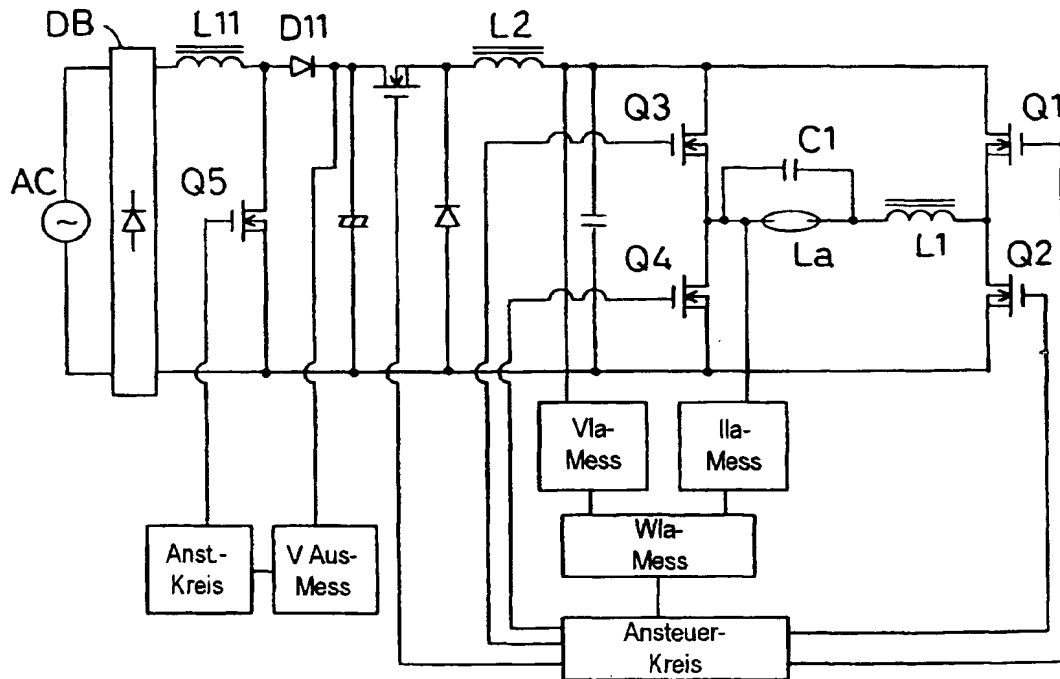 DB
L11
D11
L2
Q3
Q1
C1
AC
~
Q5
La
L1
Q4
Q2
Vla-
Mess
Ila-
Mess
Wla-
Mess
Anst.-
Kreis
V Aus-
Mess
Ansteuer-
Kreis